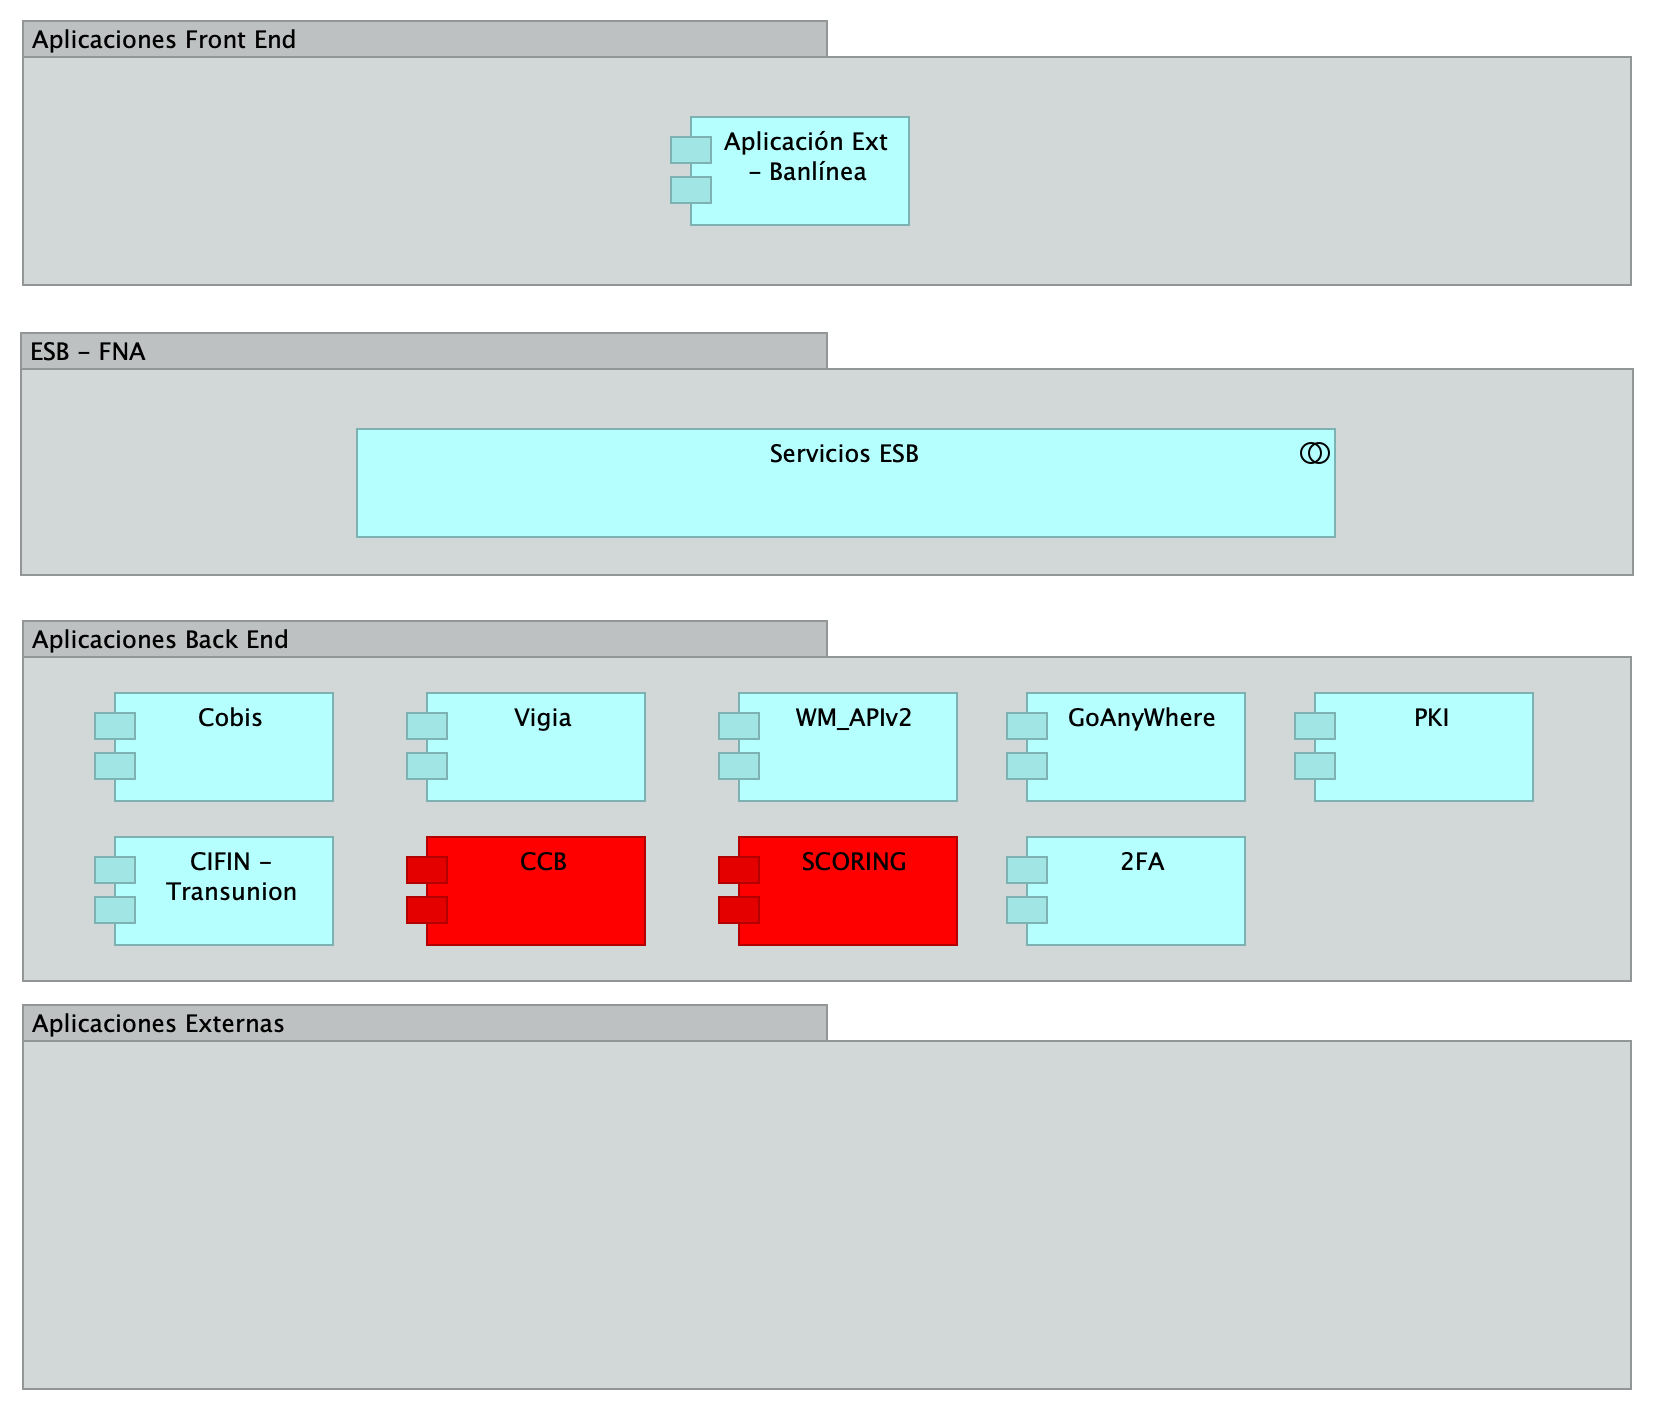 Aplicaciones Front End
Aplicación Ext
- Banlínea
ESB - FNA
Servicios ESB
Aplicaciones Back End
Cobis
Vigia
WM_APIv2
GoAnyWhere
PKI
CIFIN -
Transunion
CCB
SCORING
2FA
Aplicaciones Externas